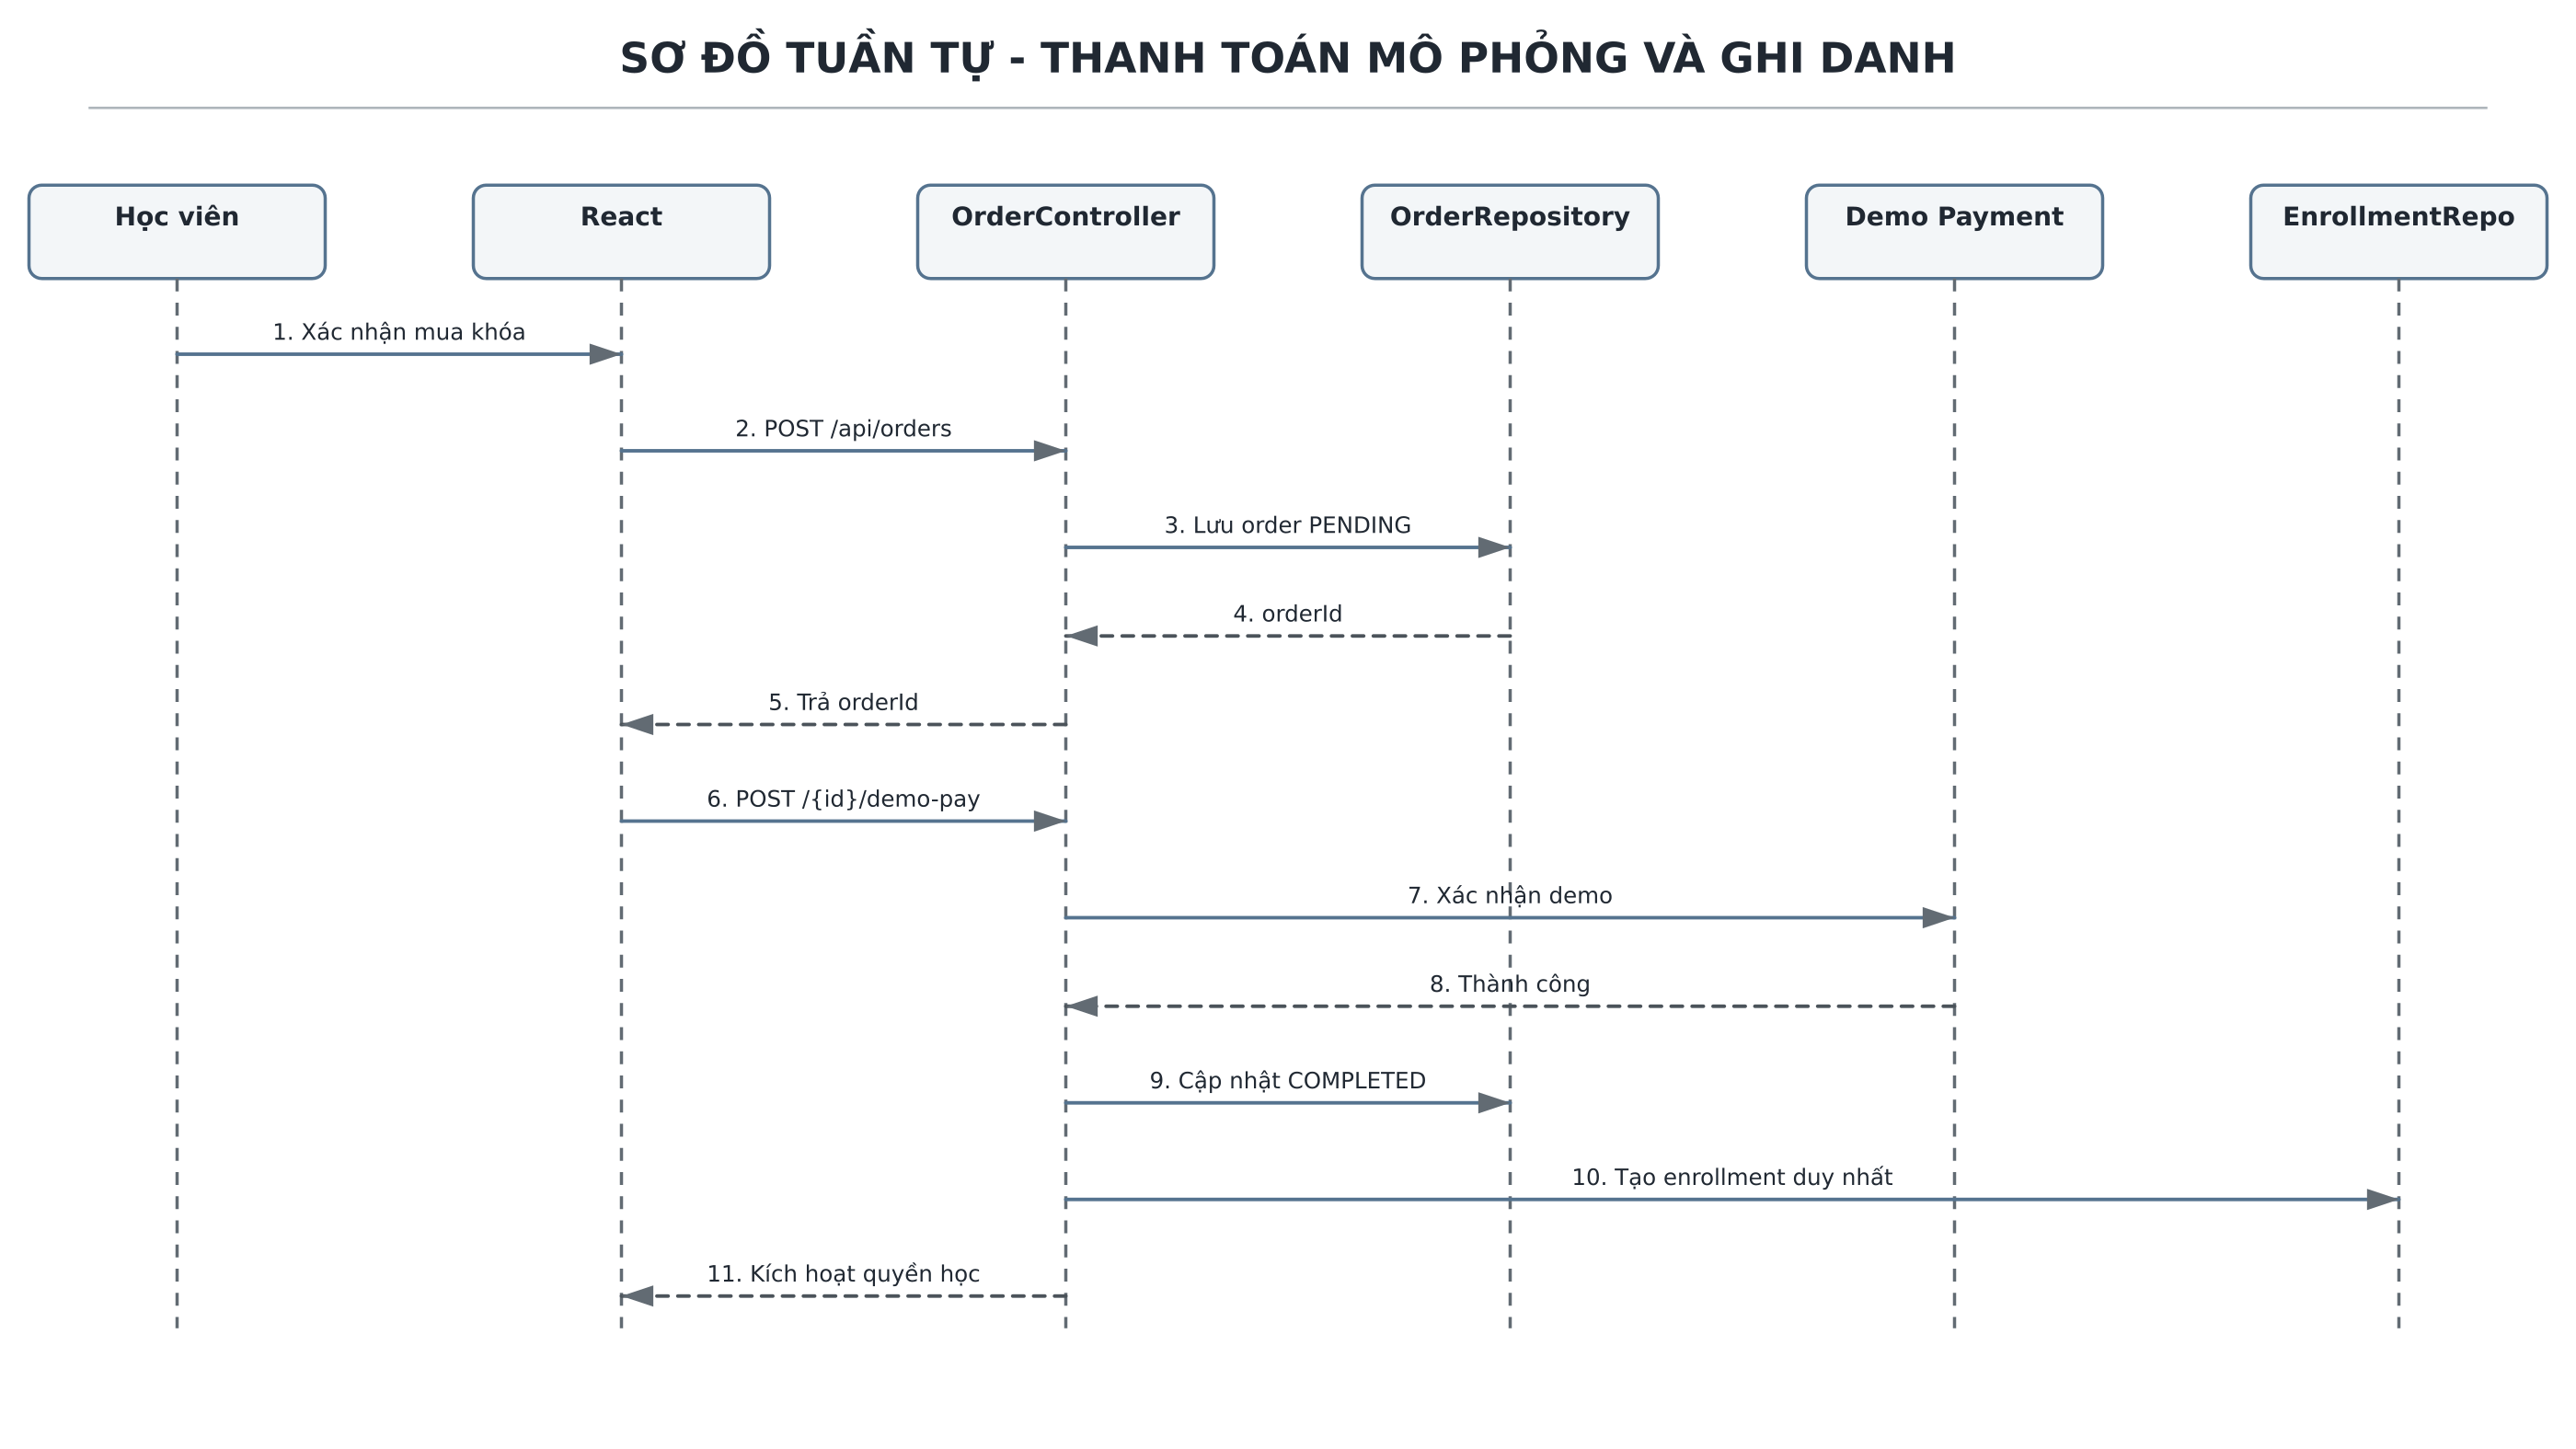 SƠ ĐỒ TUẦN TỰ - THANH TOÁN MÔ PHỎNG VÀ GHI DANH
Học viên
React
OrderController
OrderRepository
Demo Payment
EnrollmentRepo
1. Xác nhận mua khóa
2. POST /api/orders
3. Lưu order PENDING
4. orderId
5. Trả orderId
6. POST /{id}/demo-pay
7. Xác nhận demo
8. Thành công
9. Cập nhật COMPLETED
10. Tạo enrollment duy nhất
11. Kích hoạt quyền học